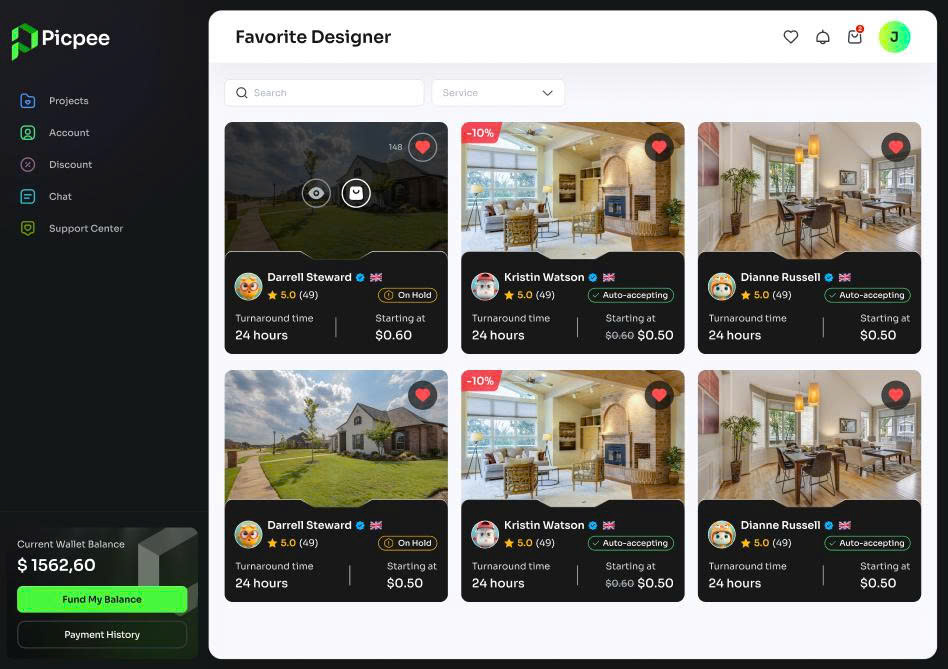 Picpee
Favorite Designer
2
J
Projects
Account
Discount
Chat
Support Center
Search
Service
148
Darrell Steward
5.0 (49)
On Hold
Turnaround time
Starting at
24 hours
$0.60
-10%
Kristin Watson
5.0 (49)
Auto-accepting
Turnaround time
Starting at
24 hours
$0.60 $0.50
Dianne Russell
5.0 (49)
Auto-accepting
Turnaround time
Starting at
24 hours
$0.50
Darrell Steward
5.0 (49)
On Hold
Turnaround time
Starting at
24 hours
$0.50
-10%
Kristin Watson
5.0 (49)
Auto-accepting
Turnaround time
Starting at
24 hours
$0.60 $0.50
Dianne Russell
5.0 (49)
Auto-accepting
Turnaround time
Starting at
24 hours
$0.50
Current Wallet Balance
$ 1562,60
Fund My Balance
Payment History